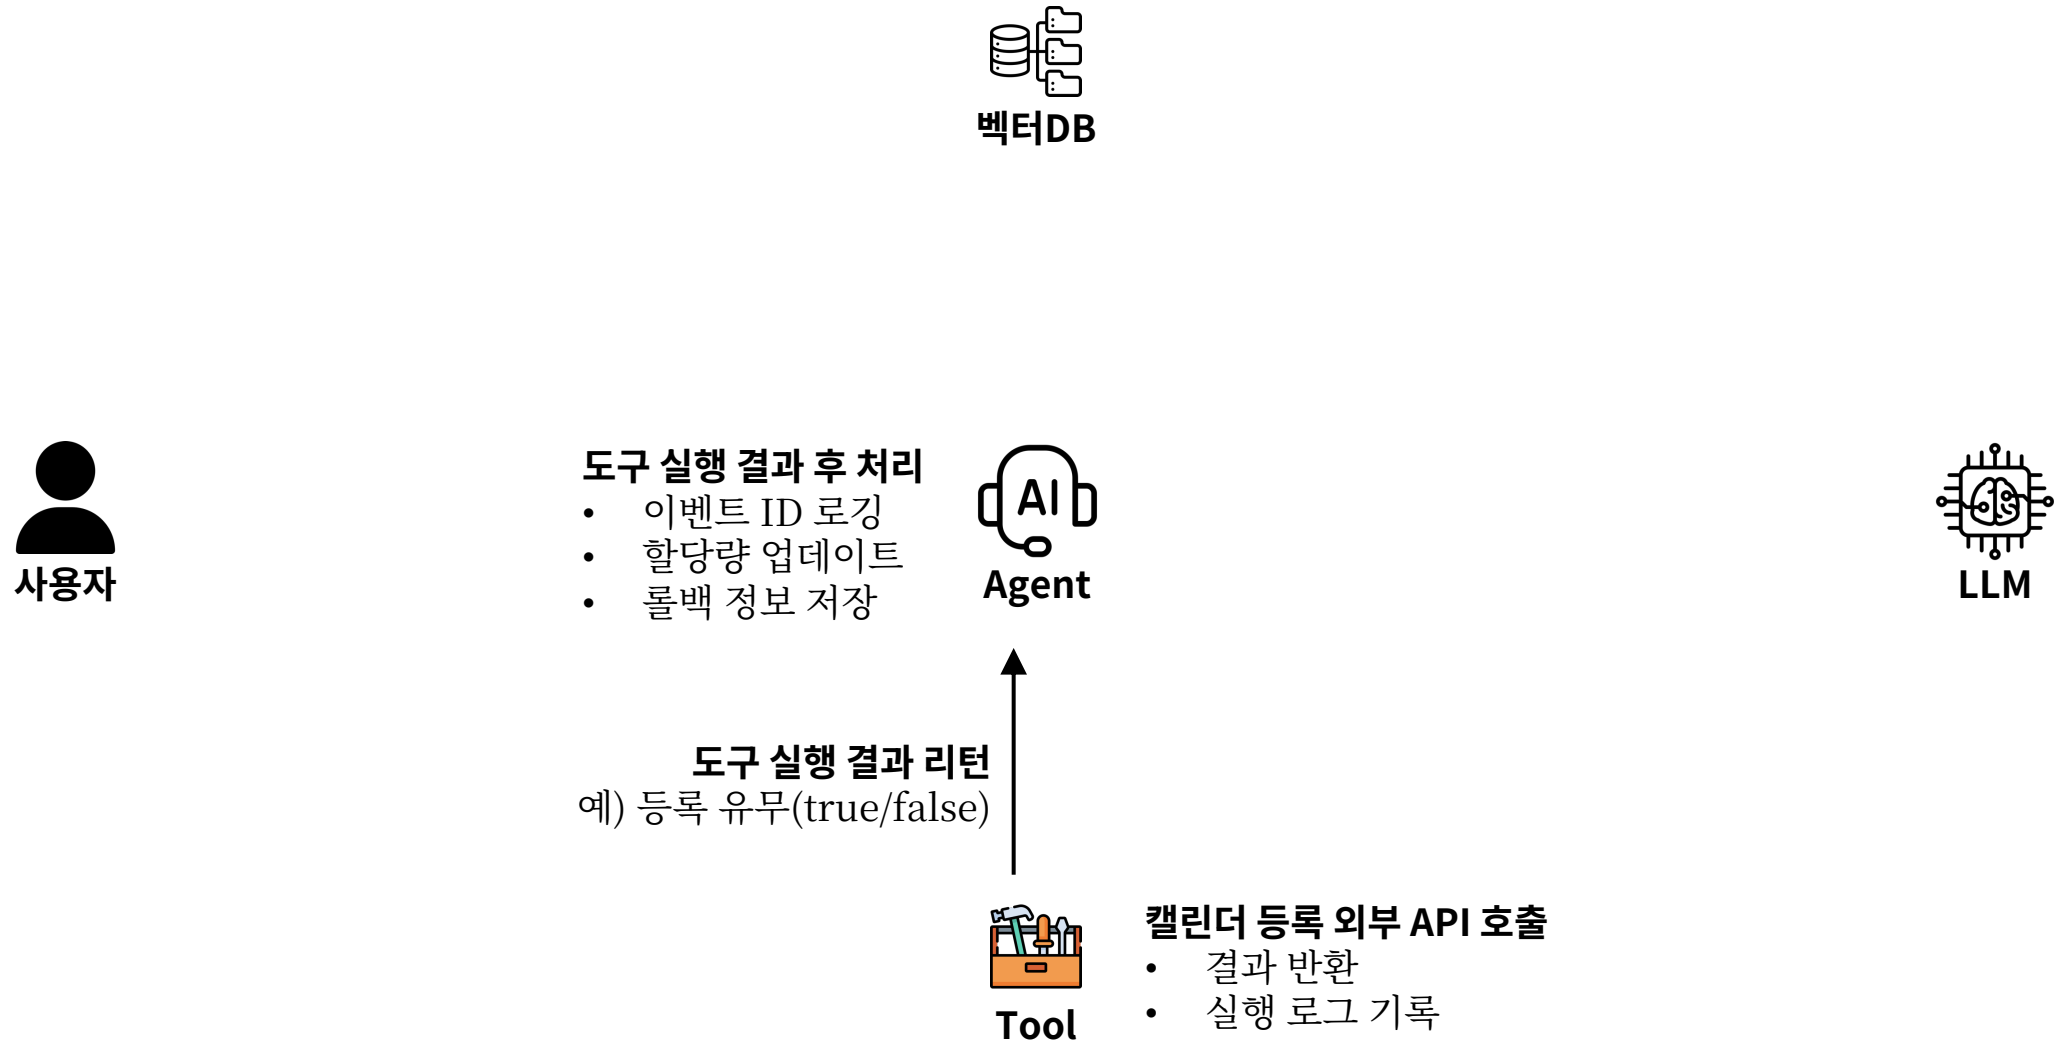 벡터DB
사용자
도구 실행 결과 후 처리
• 이벤트 ID 로깅
• 할당량 업데이트
• 롤백 정보 저장
AI
Agent
LLM
도구 실행 결과 리턴
예) 등록 유무(true/false)
Tool
캘린더 등록 외부 API 호출
• 결과 반환
• 실행 로그 기록